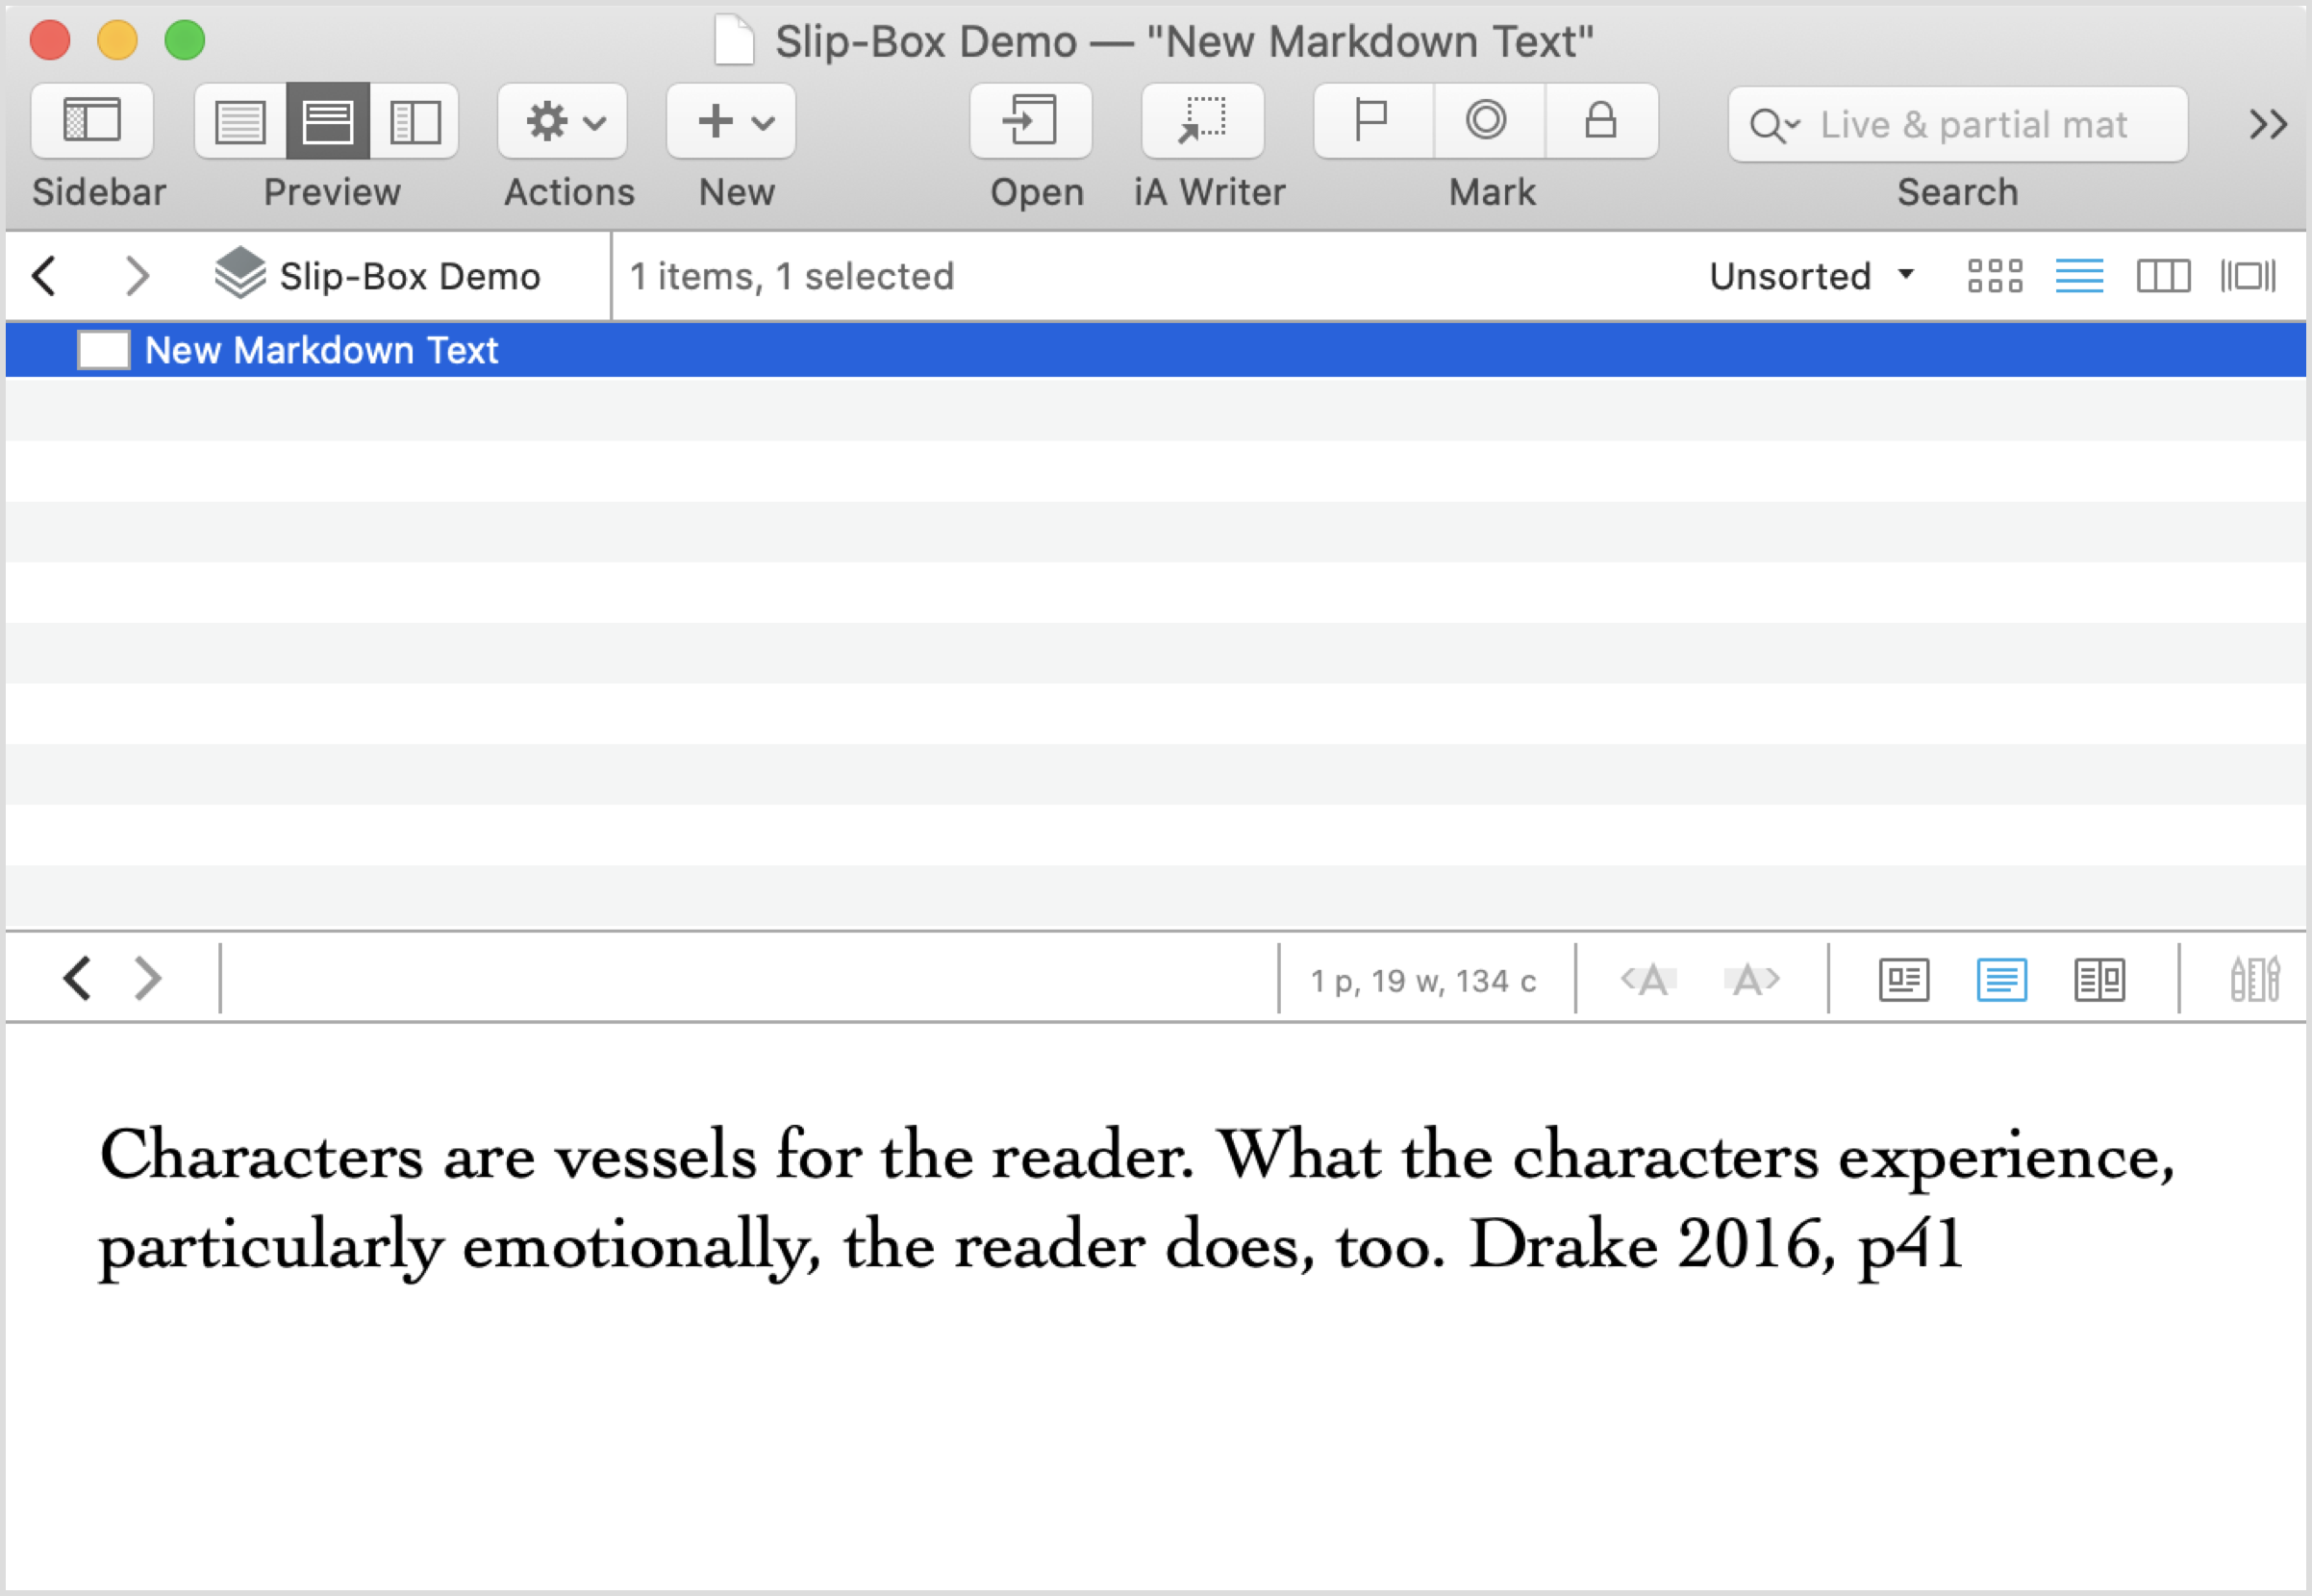 Slip-Box Demo — "New Markdown Text"
Live & partial mat
Sidebar Preview Actions New Open iA Writer Mark Search
Slip-Box Demo 1 items, 1 selected Unsorted
New Markdown Text
1 p, 19 w, 134 c
Characters are vessels for the reader. What the characters experience,
particularly emotionally, the reader does, too. Drake 2016, p41